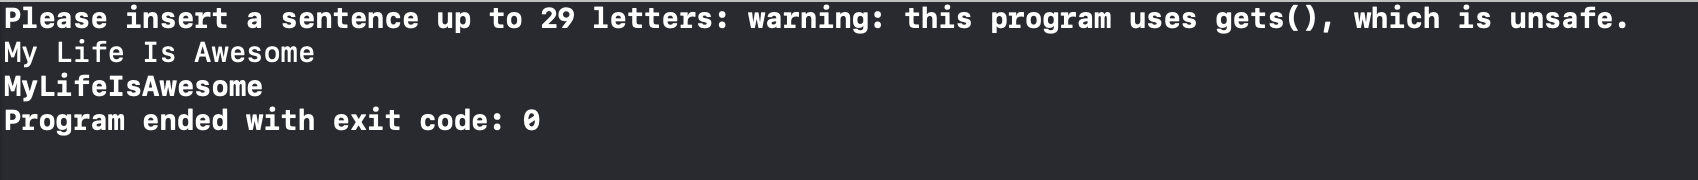 Please insert a sentence up to 29 letters: warning: this program uses gets(), which is unsafe.
My Life Is Awesome
MyLifeIsAwesome
Program ended with exit code: 0